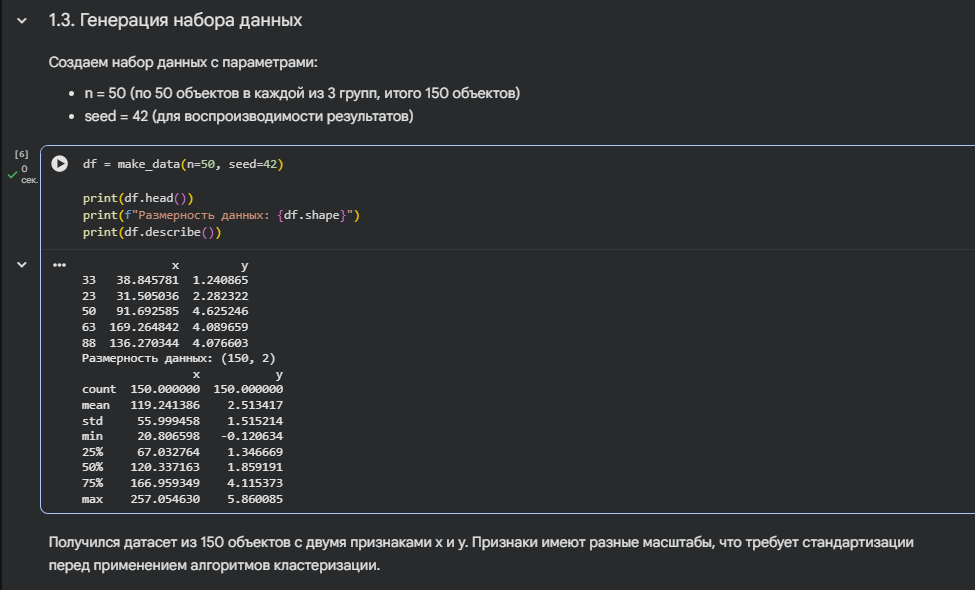 1.3. Генерация набора данных
Создаем набор данных с параметрами:
• n = 50 (по 50 объектов в каждой из 3 групп, итого 150 объектов)
• seed = 42 (для воспроизводимости результатов)
[6]
0
сек.
df = make_data(n=50, seed=42)
print(df.head())
print(f"Размерность данных: {df.shape}")
print(df.describe())
x y
33 38.845781 1.240865
23 31.505036 2.282322
50 91.692585 4.625246
63 169.264842 4.089659
88 136.270344 4.076603
Размерность данных: (150, 2)
x y
count 150.000000 150.000000
mean 119.241386 2.513417
std 55.999458 1.515214
min 20.806598 -0.120634
25% 67.032764 1.346669
50% 120.337163 1.859191
75% 166.959349 4.115373
max 257.054630 5.860085
Получился датасет из 150 объектов с двумя признаками x и y. Признаки имеют разные масштабы, что требует стандартизации
перед применением алгоритмов кластеризации.